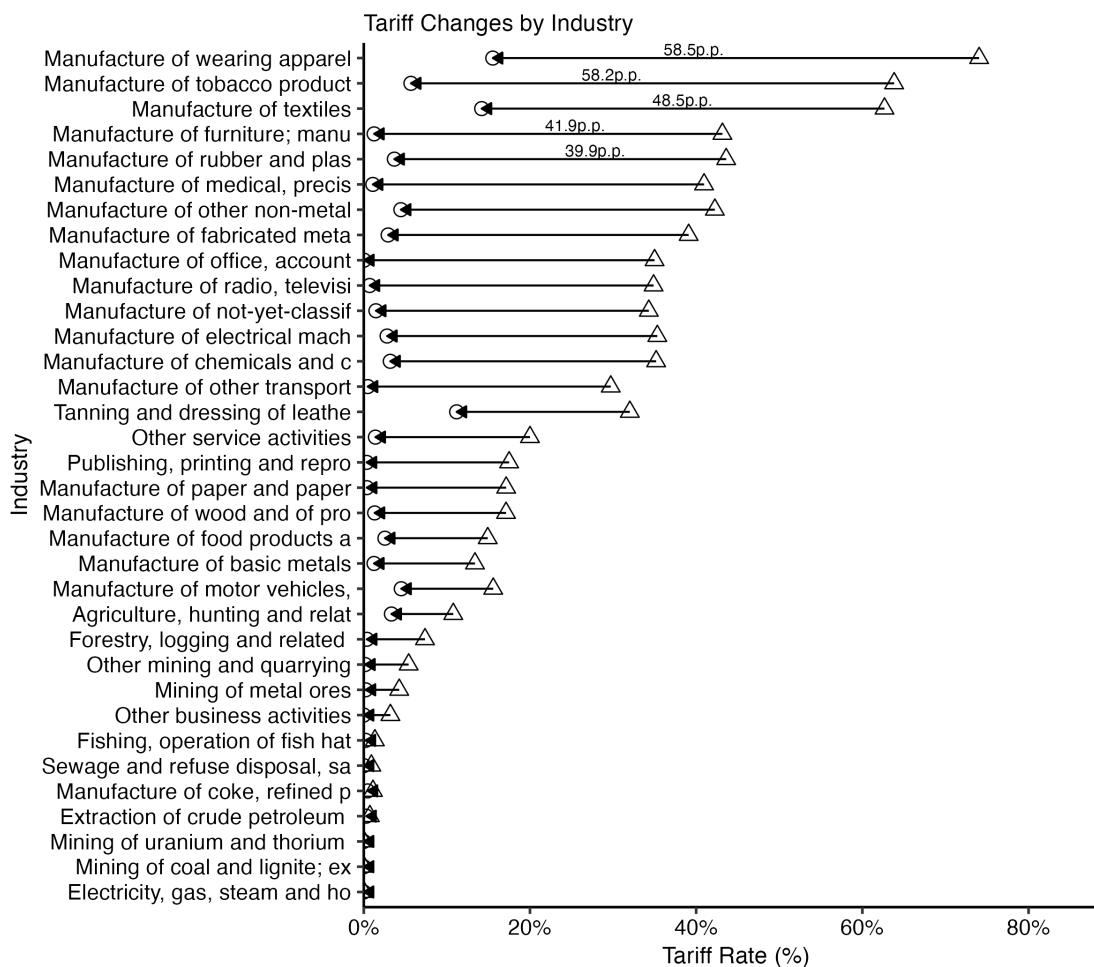 Tariff Changes by Industry
Manufacture of wearing apparel
58.5p.p.
Manufacture of tobacco product
58.2p.p.
Manufacture of textiles
48.5p.p.
Manufacture of furniture; manu
41.9p.p.
Manufacture of rubber and plas
39.9p.p.
Manufacture of medical, precis
Manufacture of other non-metal
Manufacture of fabricated meta
Manufacture of office, account
Manufacture of radio, televisi
Manufacture of not-yet-classif
Manufacture of electrical mach
Manufacture of chemicals and c
Manufacture of other transport
Tanning and dressing of leathe
Other service activities
Publishing, printing and repro
Manufacture of paper and paper
Manufacture of wood and of pro
Manufacture of food products a
Manufacture of basic metals
Manufacture of motor vehicles,
Agriculture, hunting and relat
Forestry, logging and related
Other mining and quarrying
Mining of metal ores
Other business activities
Fishing, operation of fish hat
Sewage and refuse disposal, sa
Manufacture of coke, refined p
Extraction of crude petroleum
Mining of uranium and thorium
Mining of coal and lignite; ex
Electricity, gas, steam and ho
Industry
0% 20% 40% 60% 80%
Tariff Rate (%)